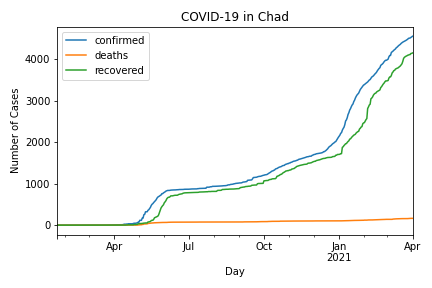 COVID-19 in Chad
confirmed
deaths
recovered
Number of Cases
4000
3000
2000
1000
0
Apr
Jul
Oct
Jan
2021
Apr
Day